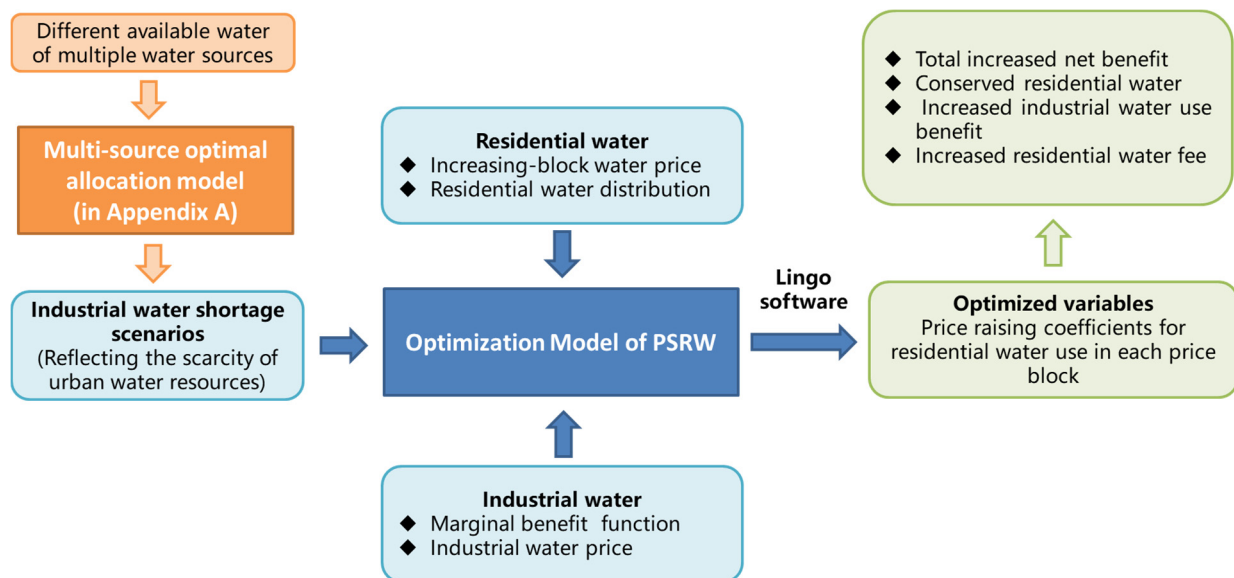 Different available water
of multiple water sources
Multi-source optimal
allocation model
(in Appendix A)
Industrial water shortage
scenarios
(Reflecting the scarcity of
urban water resources)
Residential water
◆ Increasing-block water price
◆ Residential water distribution
Optimization Model of PSRW
Industrial water
◆ Marginal benefit function
◆ Industrial water price
Lingo
software
Optimized variables
Price raising coefficients for
residential water use in each price
block
◆ Total increased net benefit
◆ Conserved residential water
◆ Increased industrial water use
benefit
◆ Increased residential water fee